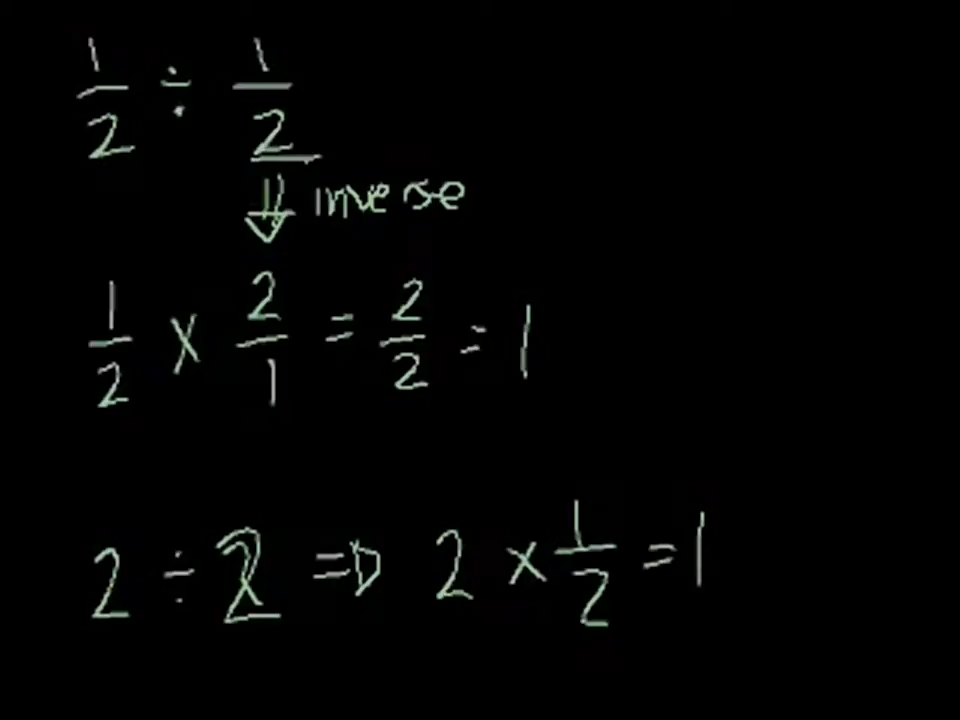 1/2 ÷ 1/2
⇓ inverse
1/2 × 2/1 = 2/2 = 1
2 ÷ 2 ⇒ 2 × 1/2 = 1